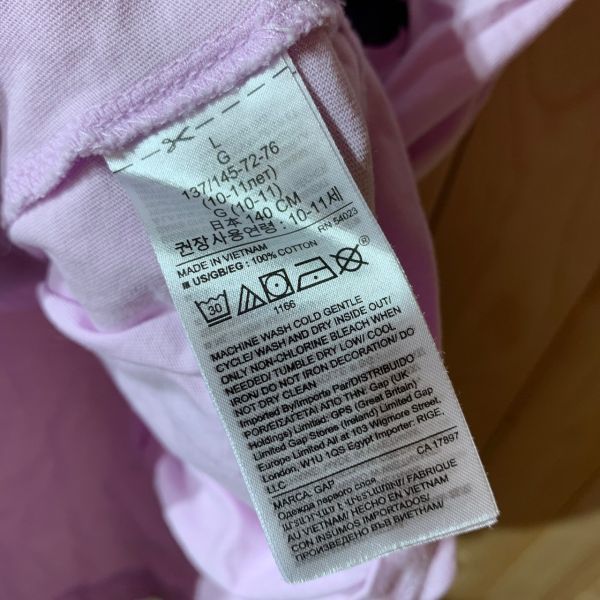 L
G
137/145-72-76
(10-11лет)
G (10-11)
日本 140 CM
권장사용연령 : 10-11세
RN 54023
MADE IN VIETNAM
US/GB/EG : 100% COTTON
30
1166
MACHINE WASH COLD GENTLE
CYCLE/ WASH AND DRY INSIDE OUT/
ONLY NON-CHLORINE BLEACH WHEN
NEEDED/ TUMBLE DRY LOW/ COOL
IRON/ DO NOT IRON DECORATION/ DO
NOT DRY CLEAN
Imported By/Importe Par/DISTRIBUIDO
POR/ΕΙΣΑΓΕΤΑΙ ΑΠΟ ΤΗΝ: Gap (UK
Holdings) Limited: GPS (Great Britain)
Limited Gap Stores (Ireland) Limited Gap
Europe Limited All at 103 Wigmore Street,
London, W1U 1QS Egypt Importer: RIGE,
LLC
CA 17897
MARCA: GAP
Одежда первого слоя
FABRIQUE
AU VIETNAM/ HECHO EN VIETNAM
CON INSUMOS IMPORTADOS/
ПРОИЗВЕДЕНО ВО ВЬЕТНАМ/